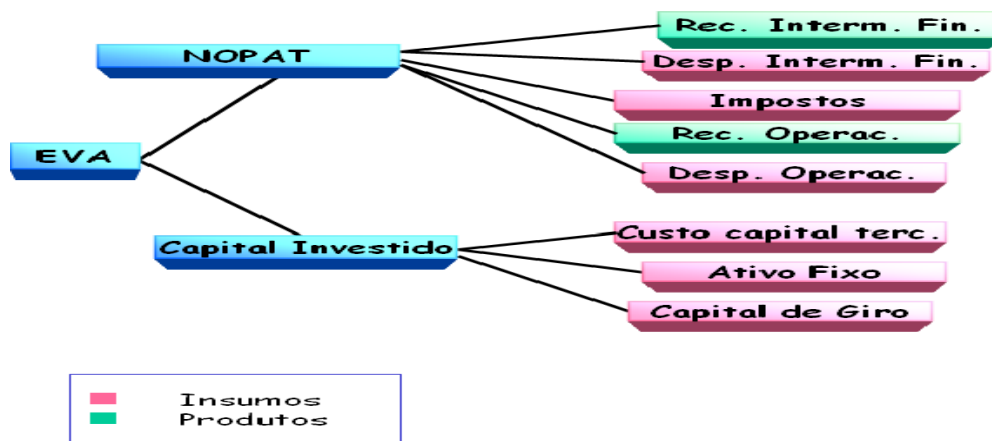 Rec. Interm. Fin.
NOPAT
Desp. Interm. Fin.
Impostos
Rec. Operac.
EVA
Desp. Operac.
Custo capital terc.
Capital Investido
Ativo Fixo
Capital de Giro
Insumos
Produtos